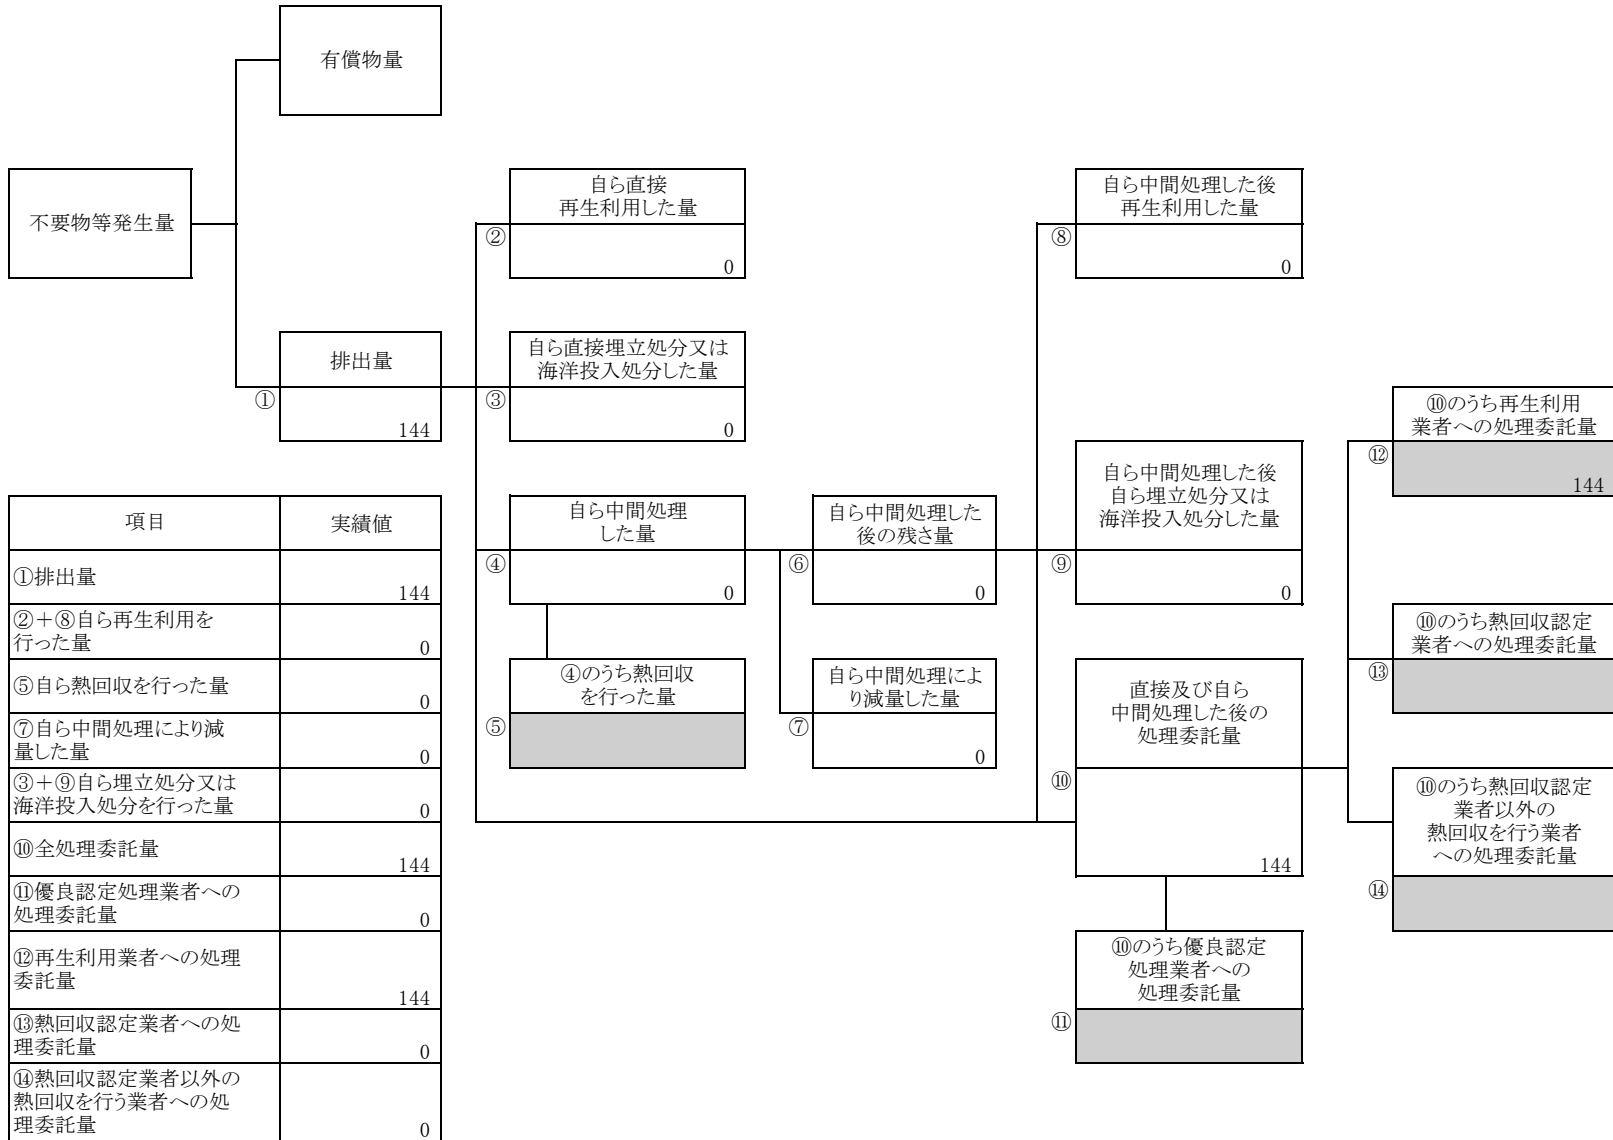 有償物量
不要物等発生量
自ら直接
再生利用した量
②
0
自ら中間処理した後
再生利用した量
⑧
0
排出量
①
144
自ら直接埋立処分又は
海洋投入処分した量
③
0
⑩のうち再生利用
業者への処理委託量
⑫
144
自ら中間処理
した量
④
0
自ら中間処理した
後の残さ量
⑥
0
自ら中間処理した後
自ら埋立処分又は
海洋投入処分した量
⑨
0
⑩のうち熱回収認定
業者への処理委託量
⑬
④のうち熱回収
を行った量
⑤
自ら中間処理によ
り減量した量
⑦
0
直接及び自ら
中間処理した後の
処理委託量
⑩
144
⑩のうち熱回収認定
業者以外の
熱回収を行う業者
への処理委託量
⑭
⑩のうち優良認定
処理業者への
処理委託量
⑪
項目 実績値
①排出量 144
②＋⑧自ら再生利用を
行った量 0
⑤自ら熱回収を行った量 0
⑦自ら中間処理により減
量した量 0
③＋⑨自ら埋立処分又は
海洋投入処分を行った量 0
⑩全処理委託量 144
⑪優良認定処理業者への
処理委託量 0
⑫再生利用業者への処理
委託量 144
⑬熱回収認定業者への処
理委託量 0
⑭熱回収認定業者以外の
熱回収を行う業者への処
理委託量 0